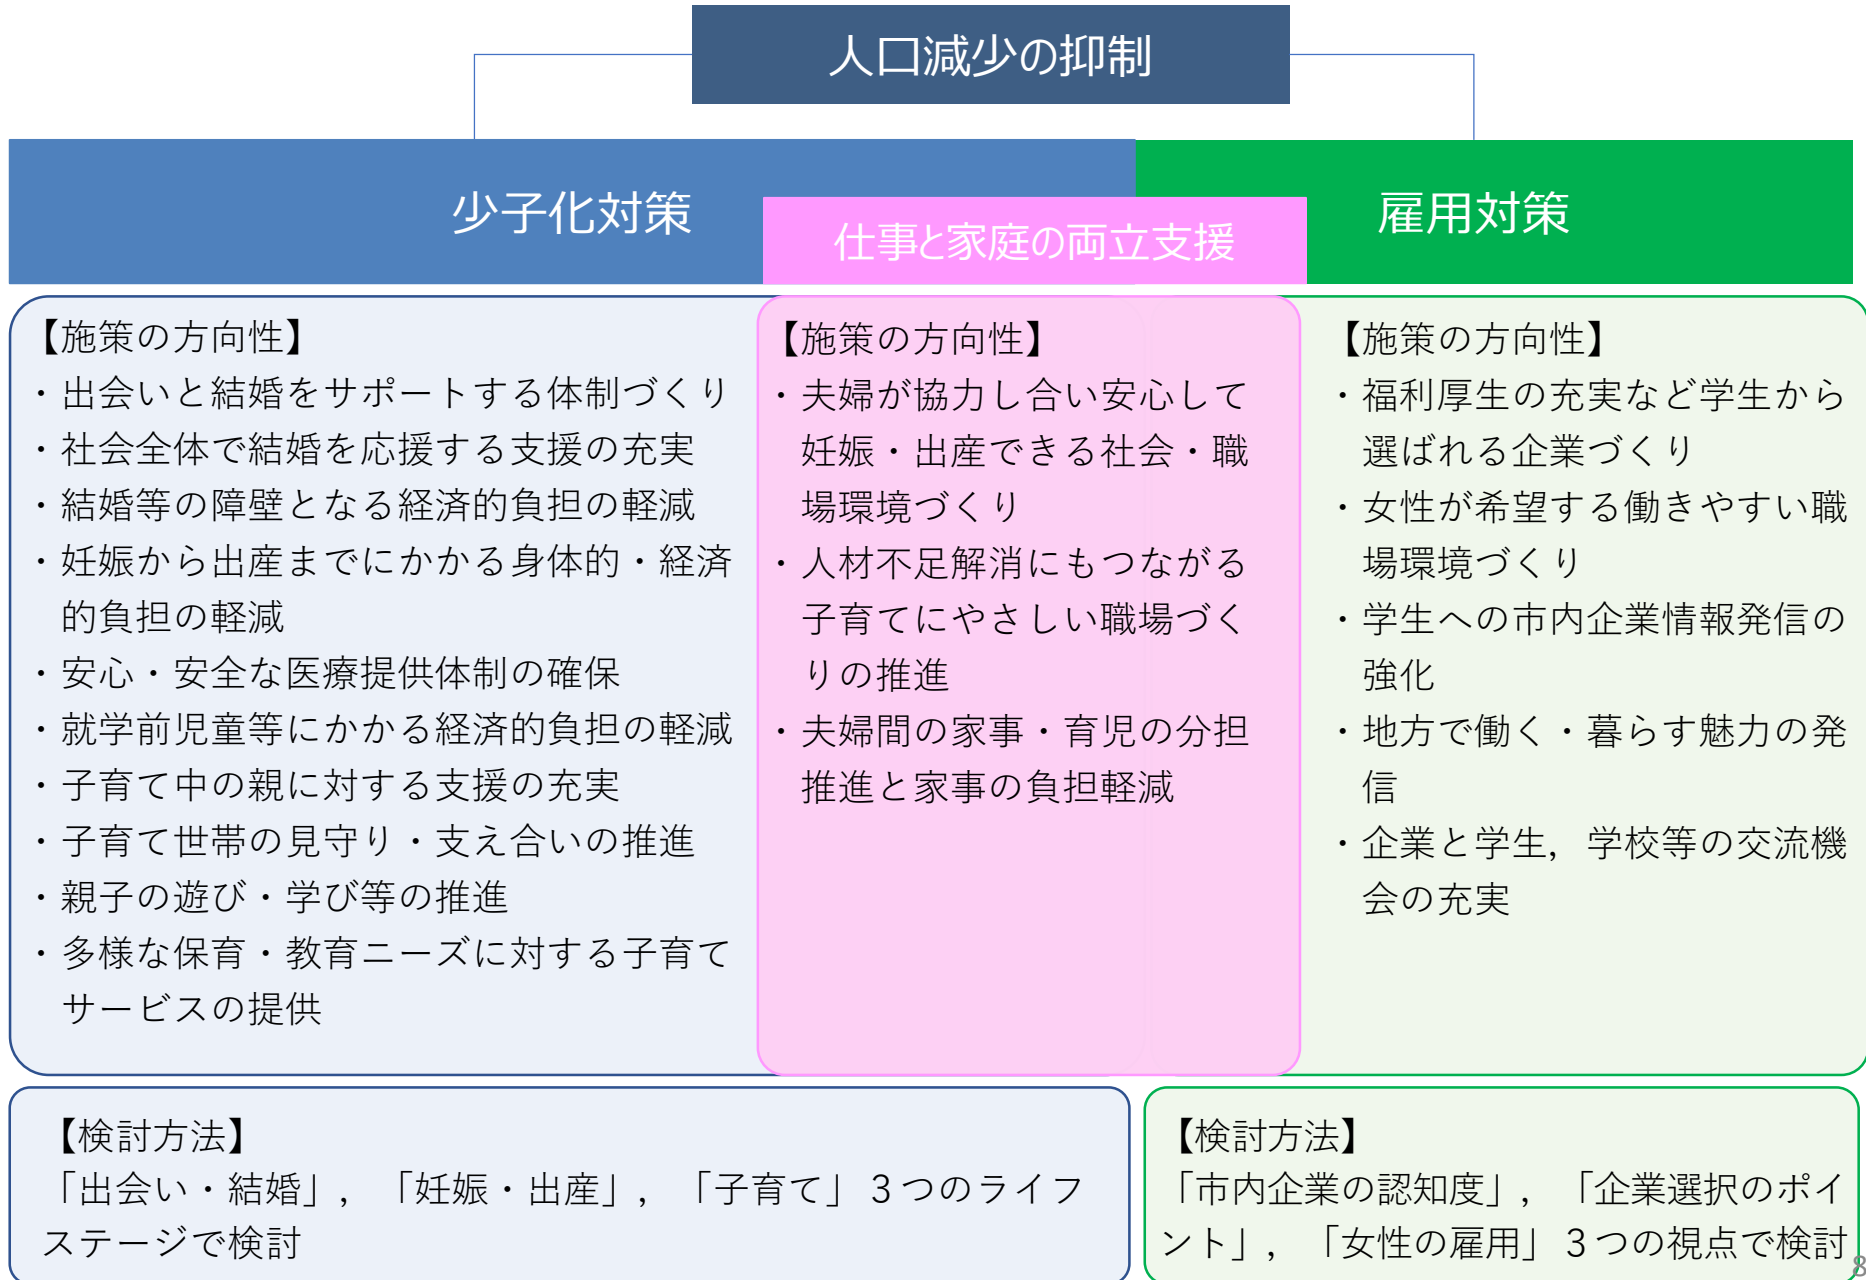 人口減少の抑制
少子化対策
仕事と家庭の両立支援
雇用対策
【施策の方向性】
・出会いと結婚をサポートする体制づくり
・社会全体で結婚を応援する支援の充実
・結婚等の障壁となる経済的負担の軽減
・妊娠から出産までにかかる身体的・経済
的負担の軽減
・安心・安全な医療提供体制の確保
・就学前児童等にかかる経済的負担の軽減
・子育て中の親に対する支援の充実
・子育て世帯の見守り・支え合いの推進
・親子の遊び・学び等の推進
・多様な保育・教育ニーズに対する子育て
サービスの提供
【施策の方向性】
・夫婦が協力し合い安心して
妊娠・出産できる社会・職
場環境づくり
・人材不足解消にもつながる
子育てにやさしい職場づく
りの推進
・夫婦間の家事・育児の分担
推進と家事の負担軽減
【施策の方向性】
・福利厚生の充実など学生から
選ばれる企業づくり
・女性が希望する働きやすい職
場環境づくり
・学生への市内企業情報発信の
強化
・地方で働く・暮らす魅力の発
信
・企業と学生，学校等の交流機
会の充実
【検討方法】
「出会い・結婚」，「妊娠・出産」，「子育て」３つのライフ
ステージで検討
【検討方法】
「市内企業の認知度」，「企業選択のポイ
ント」，「女性の雇用」３つの視点で検討
8